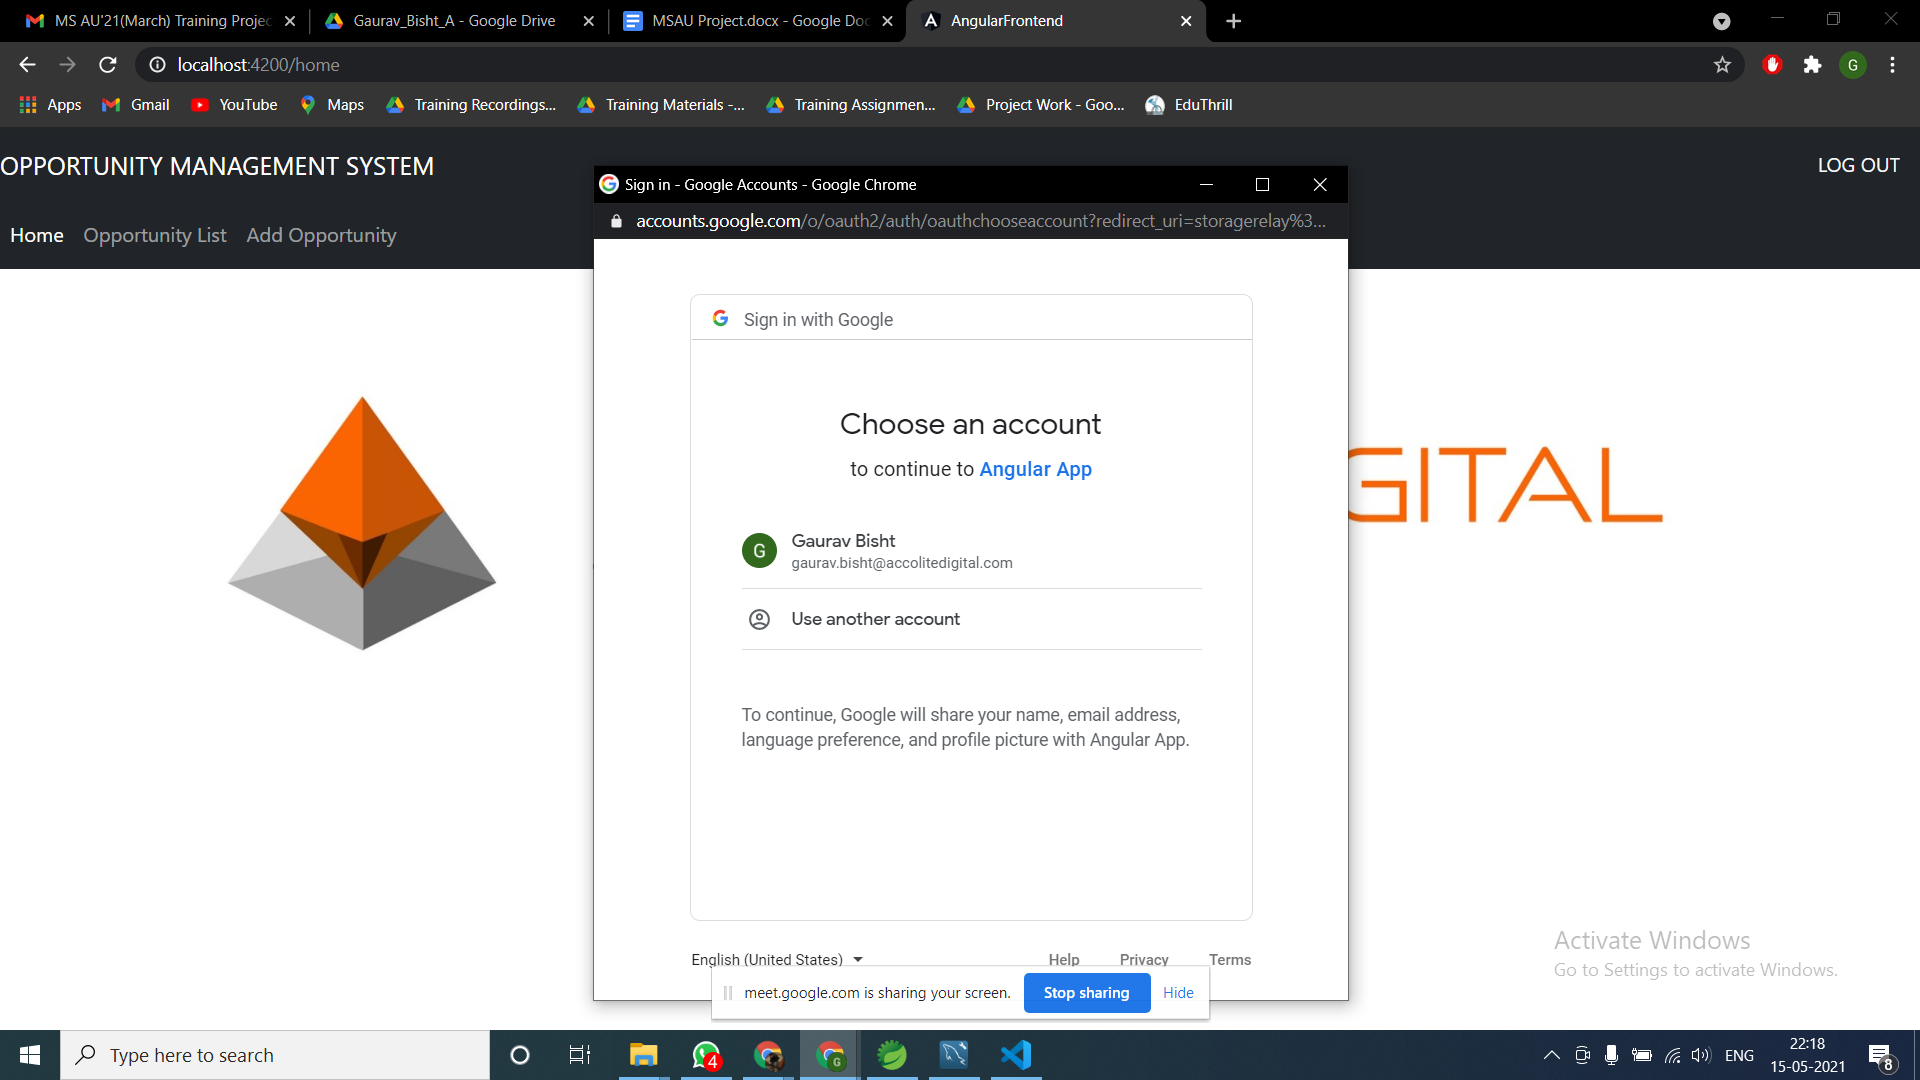 MS AU'21(March) Training Projec
Gaurav_Bisht_A - Google Drive
MSAU Project.docx - Google Doc
AngularFrontend
localhost:4200/home
G
Apps
Gmail
YouTube
Maps
Training Recordings...
Training Materials -...
Training Assignmen...
Project Work - Goo...
EduThrill
OPPORTUNITY MANAGEMENT SYSTEM
LOG OUT
Home
Opportunity List
Add Opportunity
Sign in - Google Accounts - Google Chrome
accounts.google.com/o/oauth2/auth/oauthchooseaccount?redirect_uri=storagerelay%3...
Sign in with Google
Choose an account
to continue to Angular App
G
Gaurav Bisht
gaurav.bisht@accolitedigital.com
Use another account
To continue, Google will share your name, email address,
language preference, and profile picture with Angular App.
GITAL
English (United States)
Help
Privacy
Terms
meet.google.com is sharing your screen.
Stop sharing
Hide
Activate Windows
Go to Settings to activate Windows.
Type here to search
4
G
ENG
22:18
15-05-2021
8